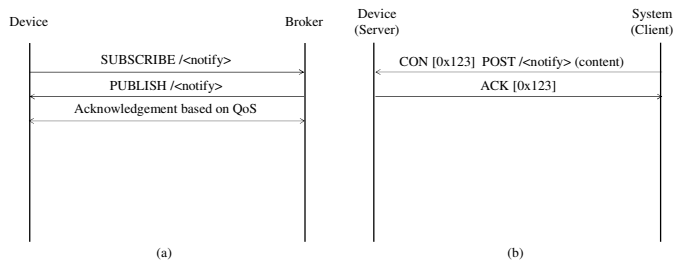 Device
Broker
SUBSCRIBE /<notify>
PUBLISH /<notify>
Acknowledgement based on QoS
(a)
Device
(Server)
System
(Client)
CON [0x123] POST /<notify> (content)
ACK [0x123]
(b)